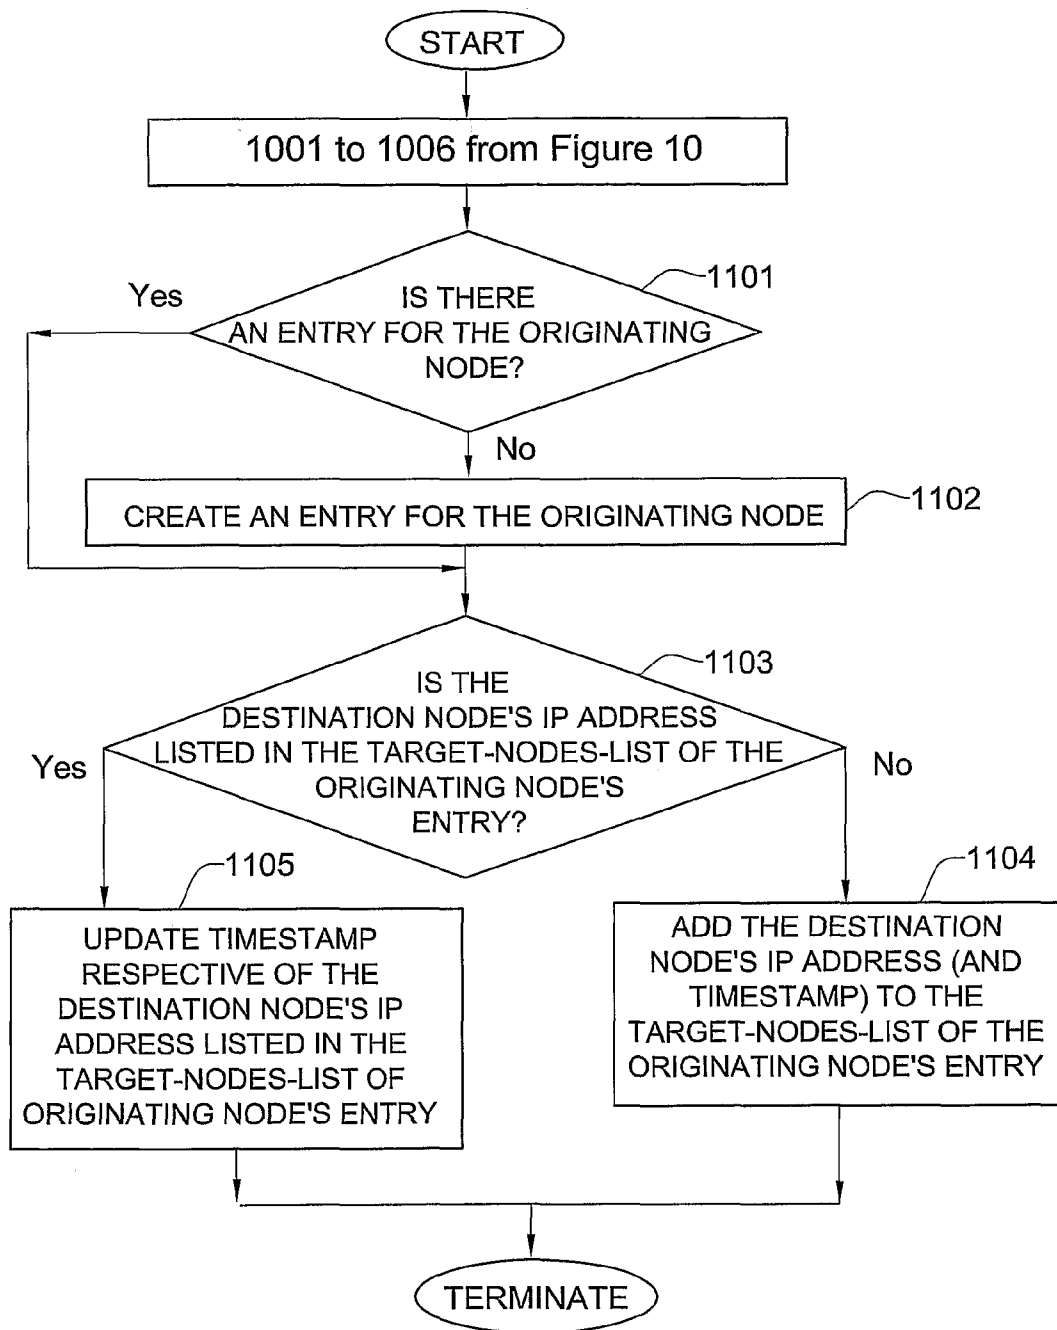 START
1001 to 1006 from Figure 10
1101
Yes
IS THERE
AN ENTRY FOR THE ORIGINATING
NODE?
No
1102
CREATE AN ENTRY FOR THE ORIGINATING NODE
1103
IS THE
DESTINATION NODE'S IP ADDRESS
LISTED IN THE TARGET-NODES-LIST OF THE
ORIGINATING NODE'S
ENTRY?
Yes
No
1105
UPDATE TIMESTAMP
RESPECTIVE OF THE
DESTINATION NODE'S IP
ADDRESS LISTED IN THE
TARGET-NODES-LIST OF
ORIGINATING NODE'S ENTRY
1104
ADD THE DESTINATION
NODE'S IP ADDRESS (AND
TIMESTAMP) TO THE
TARGET-NODES-LIST OF THE
ORIGINATING NODE'S ENTRY
TERMINATE